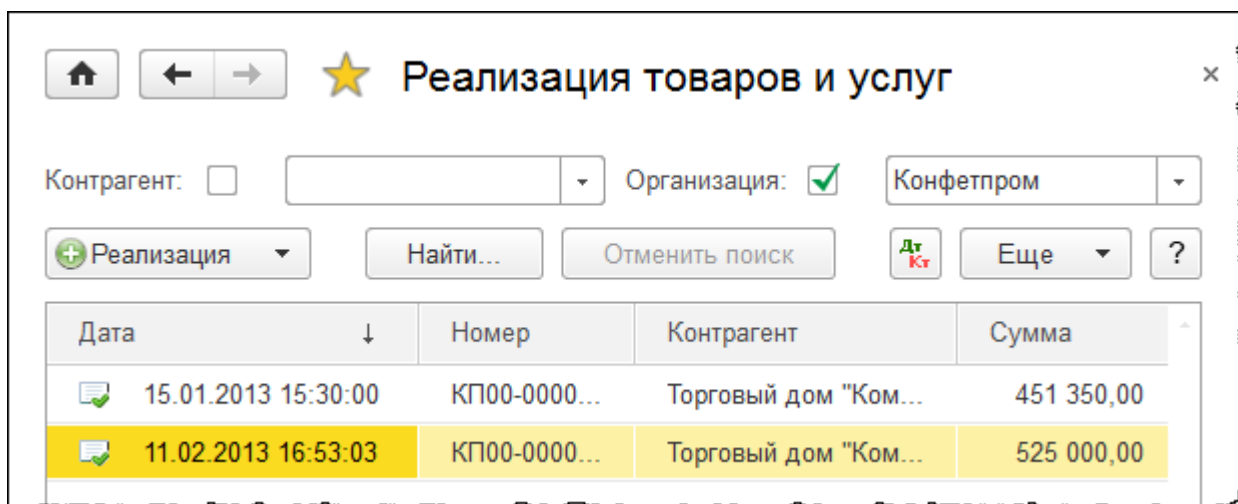 Реализация товаров и услуг
Контрагент: Организация: Конфетпром
Реализация Найти... Отменить поиск Дт Кт Еще ?
Дата Номер Контрагент Сумма
15.01.2013 15:30:00 КП00-0000... Торговый дом "Ком... 451 350,00
11.02.2013 16:53:03 КП00-0000... Торговый дом "Ком... 525 000,00